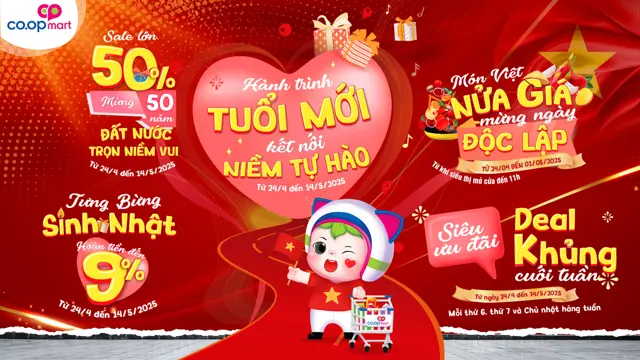 co.opmart
Sale lớn
50%
Mừng 50 năm
ĐẤT NƯỚC
TRỌN NIỀM VUI
Từ 24/4 đến 14/5/2025
Hành trình
TUỔI MỚI
kết nối
NIỀM TỰ HÀO
Từ 24/4 đến 14/5/2025
Món Việt
NỬA GIÁ
mừng ngày
ĐỘC LẬP
TỪ 24/04 ĐẾN 01/05/2025
Từ khi siêu thị mở cửa đến 11h
Tưng Bừng
Sinh Nhật
Hoàn tiền đến
9%
Từ 24/4 đến 14/5/2025
Siêu
ưu đãi
Deal
Khủng
cuối tuần
Từ ngày 24/4 đến 14/5/2025
Mỗi thứ 6, thứ 7 và Chủ nhật hàng tuần
co.opmart